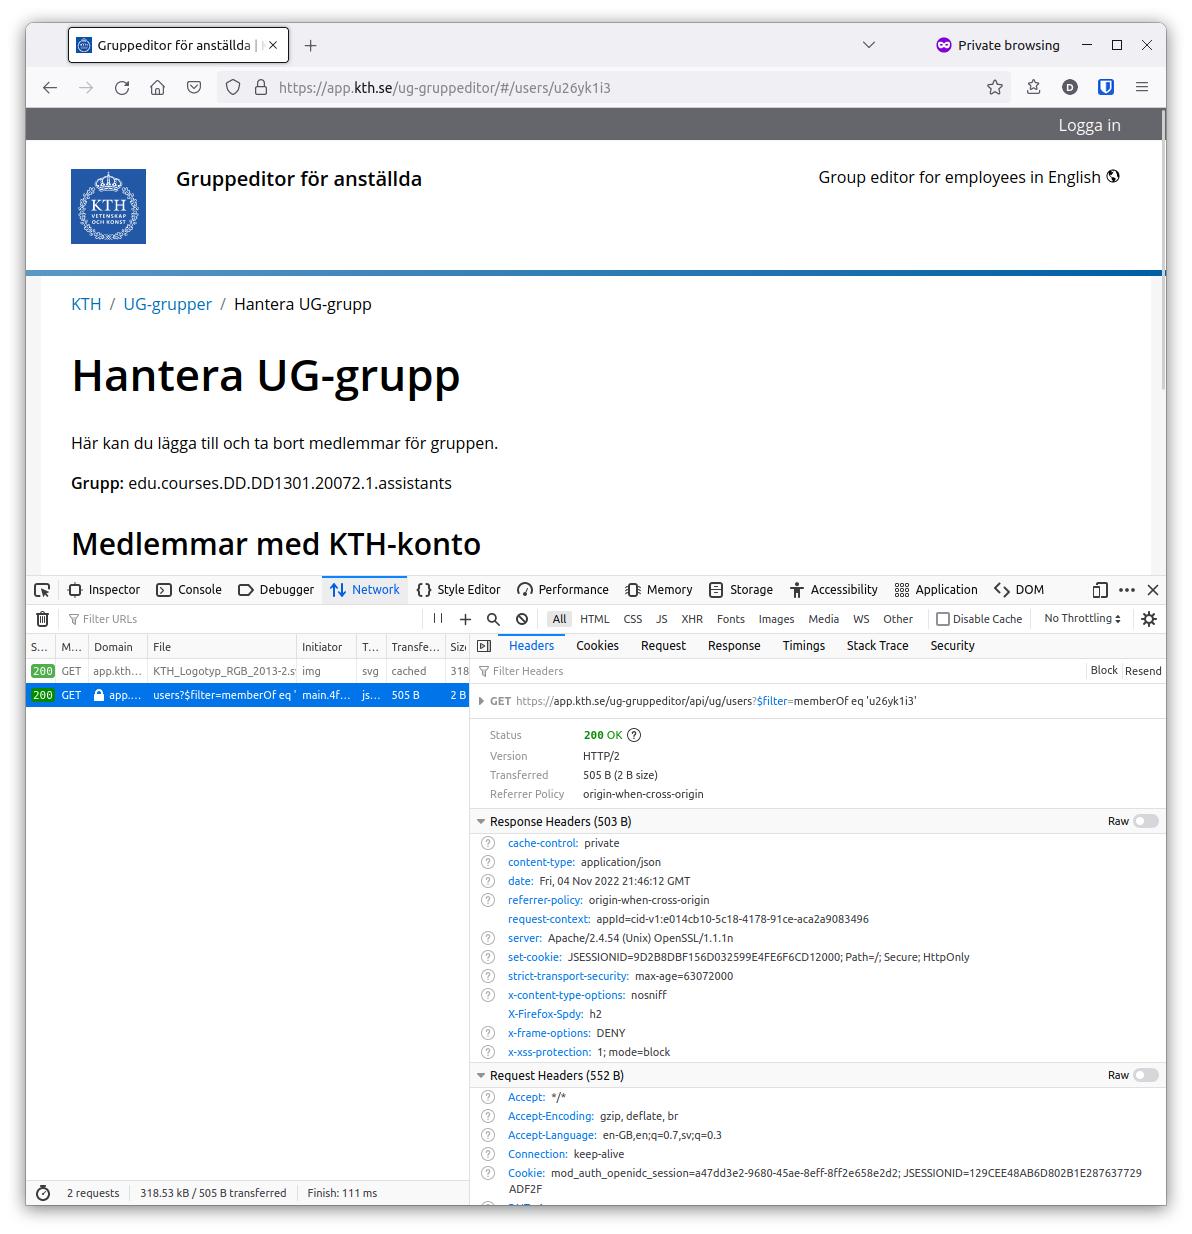 Gruppeditor för anställda |
Private browsing
https://app.kth.se/ug-gruppeditor/#/users/u26yk1i3
D
Logga in
KTH
VETENSKAP
OCH KONST
Gruppeditor för anställda
Group editor for employees in English
KTH / UG-grupper / Hantera UG-grupp
Hantera UG-grupp
Här kan du lägga till och ta bort medlemmar för gruppen.
Grupp: edu.courses.DD.DD1301.20072.1.assistants
Medlemmar med KTH-konto
Inspector Console Debugger Network Style Editor Performance Memory Storage Accessibility Application DOM
Filter URLs
All HTML CSS JS XHR Fonts Images Media WS Other Disable Cache No Throttling
S... M... Domain File Initiator T... Transfe... Size
200 GET app.kth... KTH_Logotyp_RGB_2013-2.sv img svg cached 318
200 GET app.... users?$filter=memberOf eq ' main.4f... js... 505 B 2 B
Headers Cookies Request Response Timings Stack Trace Security
Filter Headers
Block Resend
GET https://app.kth.se/ug-gruppeditor/api/ug/users?$filter=memberOf eq 'u26yk1i3'
Status 200 OK ?
Version HTTP/2
Transferred 505 B (2 B size)
Referrer Policy origin-when-cross-origin
Response Headers (503 B) Raw
? cache-control: private
? content-type: application/json
? date: Fri, 04 Nov 2022 21:46:12 GMT
? referrer-policy: origin-when-cross-origin
request-context: appId=cid-v1:e014cb10-5c18-4178-91ce-aca2a9083496
? server: Apache/2.4.54 (Unix) OpenSSL/1.1.1n
? set-cookie: JSESSIONID=9D2B8DBF156D032599E4FE6F6CD12000; Path=/; Secure; HttpOnly
? strict-transport-security: max-age=63072000
? x-content-type-options: nosniff
X-Firefox-Spdy: h2
? x-frame-options: DENY
? x-xss-protection: 1; mode=block
Request Headers (552 B) Raw
? Accept: */*
? Accept-Encoding: gzip, deflate, br
? Accept-Language: en-GB,en;q=0.7,sv;q=0.3
? Connection: keep-alive
? Cookie: mod_auth_openidc_session=a47dd3e2-9680-45ae-8eff-8ff2e658e2d2; JSESSIONID=129CEE48AB6D802B1E287637729
ADF2F
2 requests 318.53 kB / 505 B transferred Finish: 111 ms